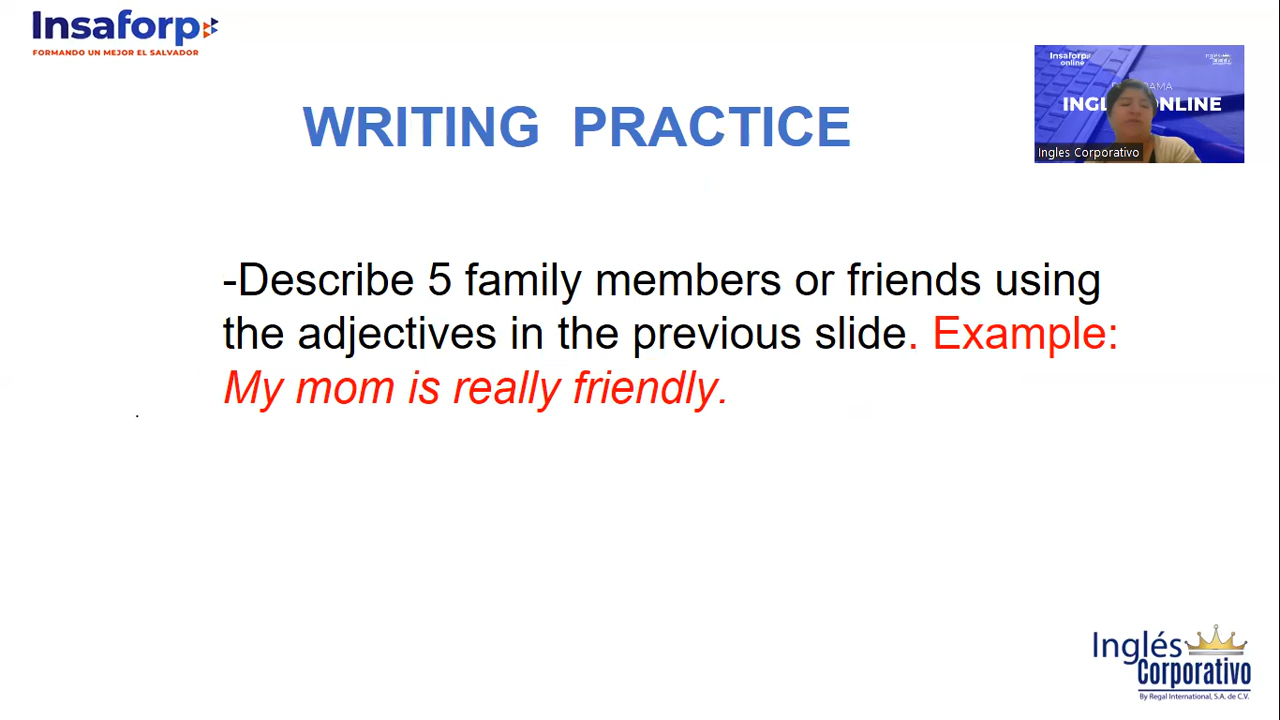 Insaforp
FORMANDO UN MEJOR EL SALVADOR
WRITING PRACTICE
Insaforp
online
INGL ONLINE
Ingles Corporativo
-Describe 5 family members or friends using
the adjectives in the previous slide. Example:
My mom is really friendly.
Inglés
Corporativo
By Regal International, S.A. de C.V.